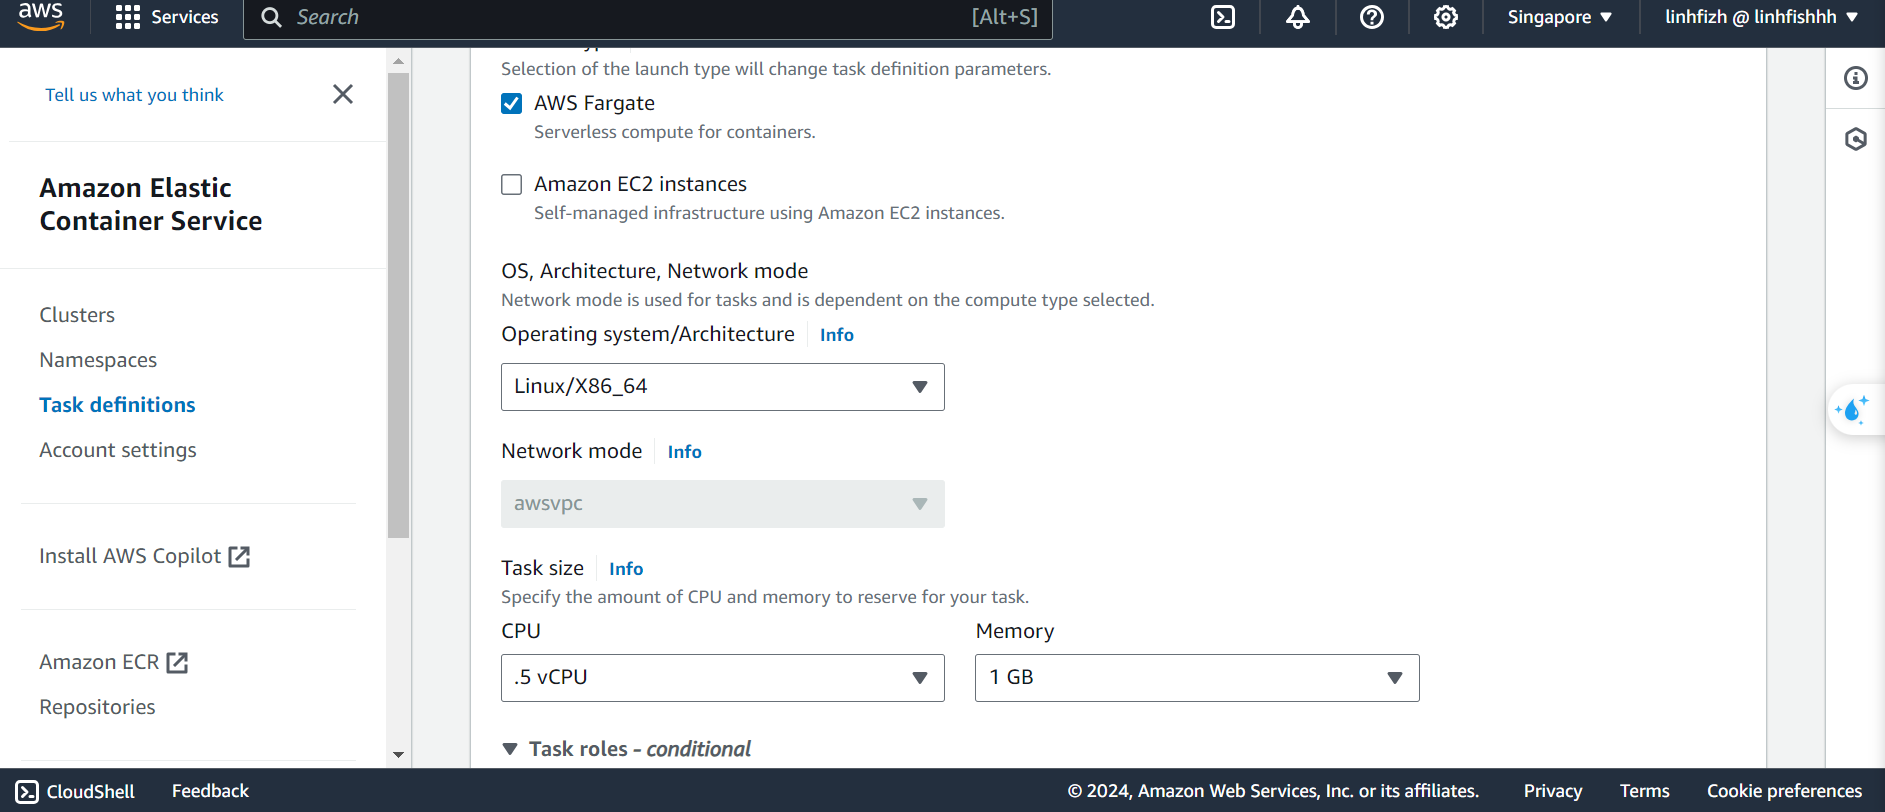 aws
Services
Search
[Alt+S]
Singapore
linhfizh @ linhfishhh
Tell us what you think
Amazon Elastic
Container Service
Clusters
Namespaces
Task definitions
Account settings
Install AWS Copilot
Amazon ECR
Repositories
Selection of the launch type will change task definition parameters.
AWS Fargate
Serverless compute for containers.
Amazon EC2 instances
Self-managed infrastructure using Amazon EC2 instances.
OS, Architecture, Network mode
Network mode is used for tasks and is dependent on the compute type selected.
Operating system/Architecture Info
Linux/X86_64
Network mode Info
awsvpc
Task size Info
Specify the amount of CPU and memory to reserve for your task.
CPU
.5 vCPU
Memory
1 GB
Task roles - conditional
CloudShell
Feedback
© 2024, Amazon Web Services, Inc. or its affiliates.
Privacy
Terms
Cookie preferences